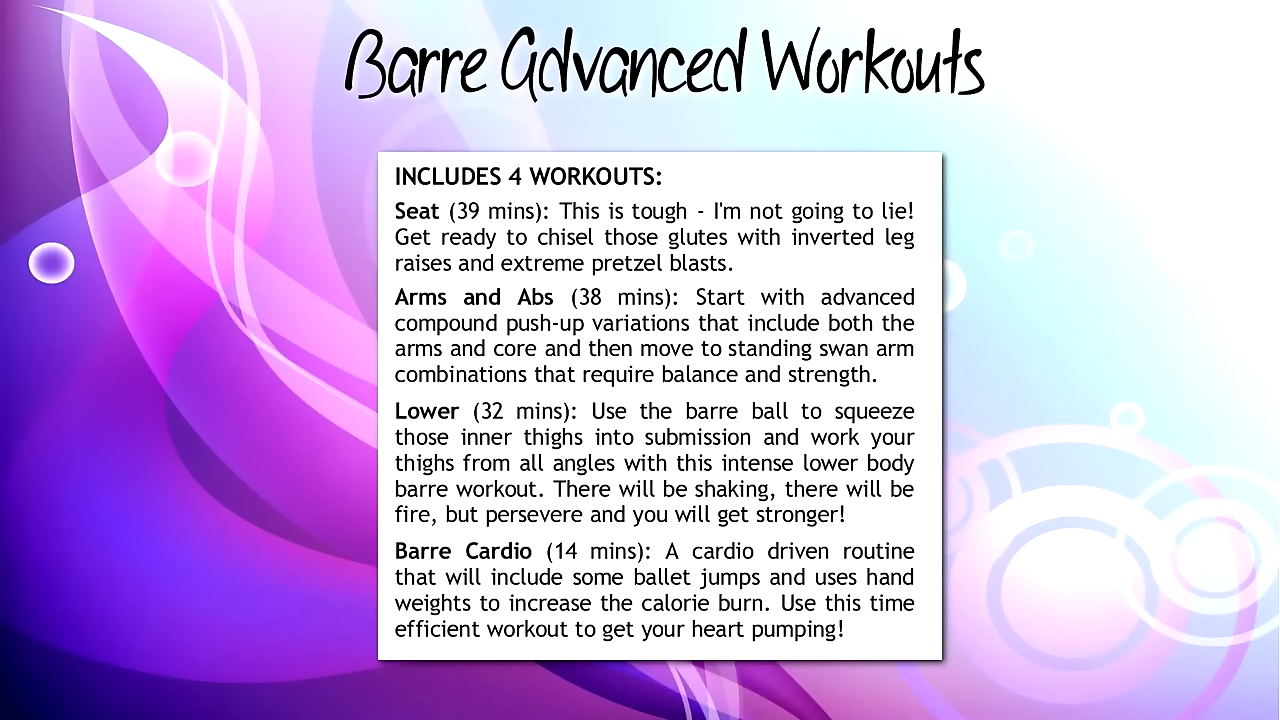 Barre Advanced Workouts
INCLUDES 4 WORKOUTS:
Seat (39 mins): This is tough - I'm not going to lie!
Get ready to chisel those glutes with inverted leg
raises and extreme pretzel blasts.
Arms and Abs (38 mins): Start with advanced
compound push-up variations that include both the
arms and core and then move to standing swan arm
combinations that require balance and strength.
Lower (32 mins): Use the barre ball to squeeze
those inner thighs into submission and work your
thighs from all angles with this intense lower body
barre workout. There will be shaking, there will be
fire, but persevere and you will get stronger!
Barre Cardio (14 mins): A cardio driven routine
that will include some ballet jumps and uses hand
weights to increase the calorie burn. Use this time
efficient workout to get your heart pumping!